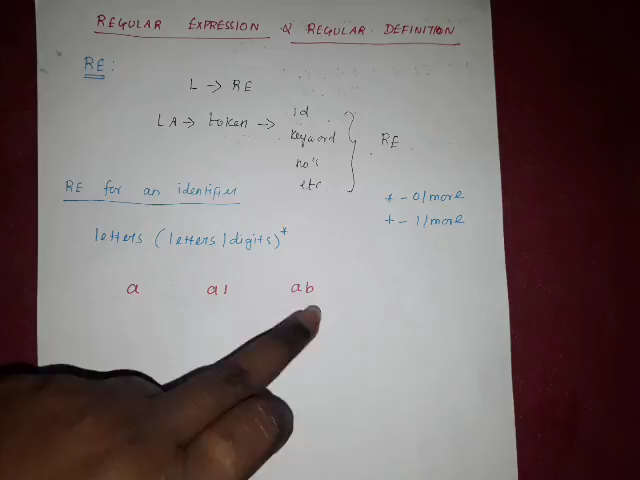 REGULAR EXPRESSION & REGULAR DEFINITION
RE:
L → RE
LA → token → id
keyword
no's
etc
RE
RE for an identifier
* - 0/more
+ - 1/more
letters (letters/digits)*
a a1 ab